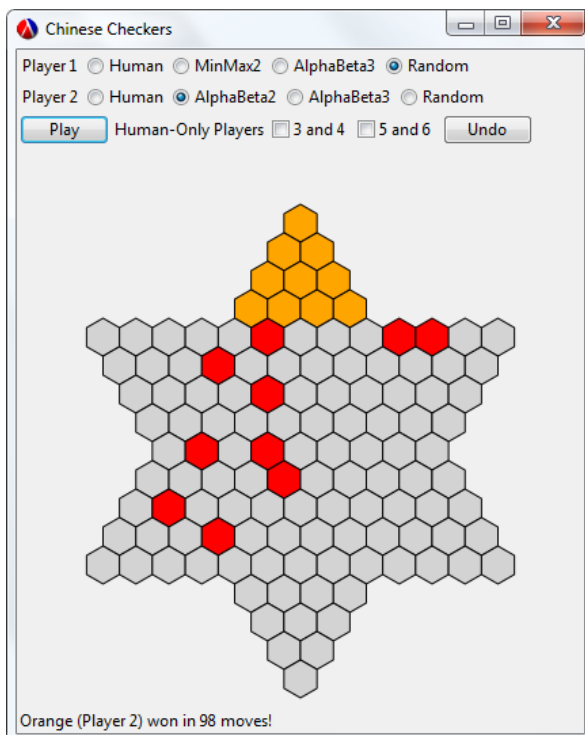 Chinese Checkers
Player 1 Human MinMax2 AlphaBeta3 Random
Player 2 Human AlphaBeta2 AlphaBeta3 Random
Play Human-Only Players 3 and 4 5 and 6 Undo
Orange (Player 2) won in 98 moves!